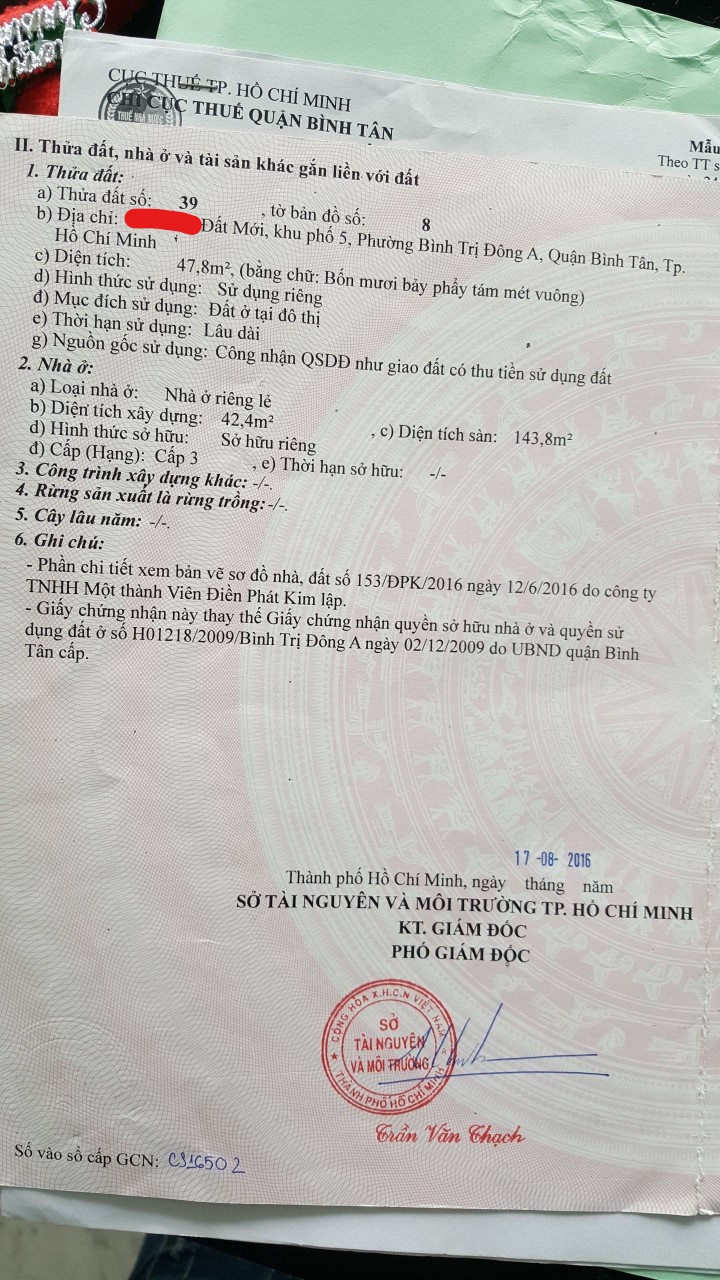 CỤC THUẾ TP. HỒ CHÍ MINH
CHI CỤC THUẾ QUẬN BÌNH TÂN
THUẾ NHÀ NƯỚC
Mẫu
Theo TT s
II. Thửa đất, nhà ở và tài sản khác gắn liền với đất
1. Thửa đất:
a) Thửa đất số: 39 , tờ bản đồ số: 8
b) Địa chỉ: Đất Mới, khu phố 5, Phường Bình Trị Đông A, Quận Bình Tân, Tp.
Hồ Chí Minh
c) Diện tích: 47,8m², (bằng chữ: Bốn mươi bảy phẩy tám mét vuông)
d) Hình thức sử dụng: Sử dụng riêng
đ) Mục đích sử dụng: Đất ở tại đô thị
e) Thời hạn sử dụng: Lâu dài
g) Nguồn gốc sử dụng: Công nhận QSDĐ như giao đất có thu tiền sử dụng đất
2. Nhà ở:
a) Loại nhà ở: Nhà ở riêng lẻ
b) Diện tích xây dựng: 42,4m² , c) Diện tích sàn: 143,8m²
d) Hình thức sở hữu: Sở hữu riêng
đ) Cấp (Hạng): Cấp 3 , e) Thời hạn sở hữu: -/-
3. Công trình xây dựng khác: -/-.
4. Rừng sản xuất là rừng trồng: -/-.
5. Cây lâu năm: -/-.
6. Ghi chú:
- Phần chi tiết xem bản vẽ sơ đồ nhà, đất số 153/ĐPK/2016 ngày 12/6/2016 do công ty
TNHH Một thành Viên Điền Phát Kim lập.
- Giấy chứng nhận này thay thế Giấy chứng nhận quyền sở hữu nhà ở và quyền sử
dụng đất ở số H01218/2009/Bình Trị Đông A ngày 02/12/2009 do UBND quận Bình
Tân cấp.
17 -08- 2016
Thành phố Hồ Chí Minh, ngày tháng năm
SỞ TÀI NGUYÊN VÀ MÔI TRƯỜNG TP. HỒ CHÍ MINH
KT. GIÁM ĐỐC
PHÓ GIÁM ĐỐC
CỘNG HÒA X.H.C.N VIỆT NAM
SỞ
TÀI NGUYÊN
VÀ MÔI TRƯỜNG
THÀNH PHỐ HỒ CHÍ MINH
Trần Văn Thạch
Số vào sổ cấp GCN: CS16502